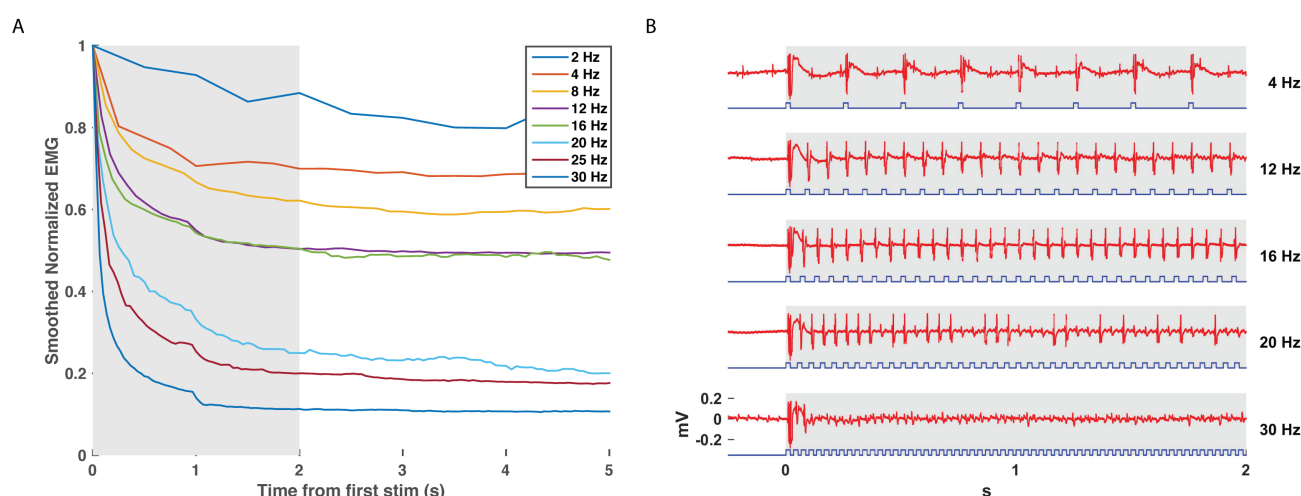 A
Smoothed Normalized EMG
1
0.8
0.6
0.4
0.2
0
0
1
2
3
4
5
Time from first stim (s)
2 Hz
4 Hz
8 Hz
12 Hz
16 Hz
20 Hz
25 Hz
30 Hz
B
4 Hz
12 Hz
16 Hz
20 Hz
30 Hz
mV
0.2
0
-0.2
0
1
2
s